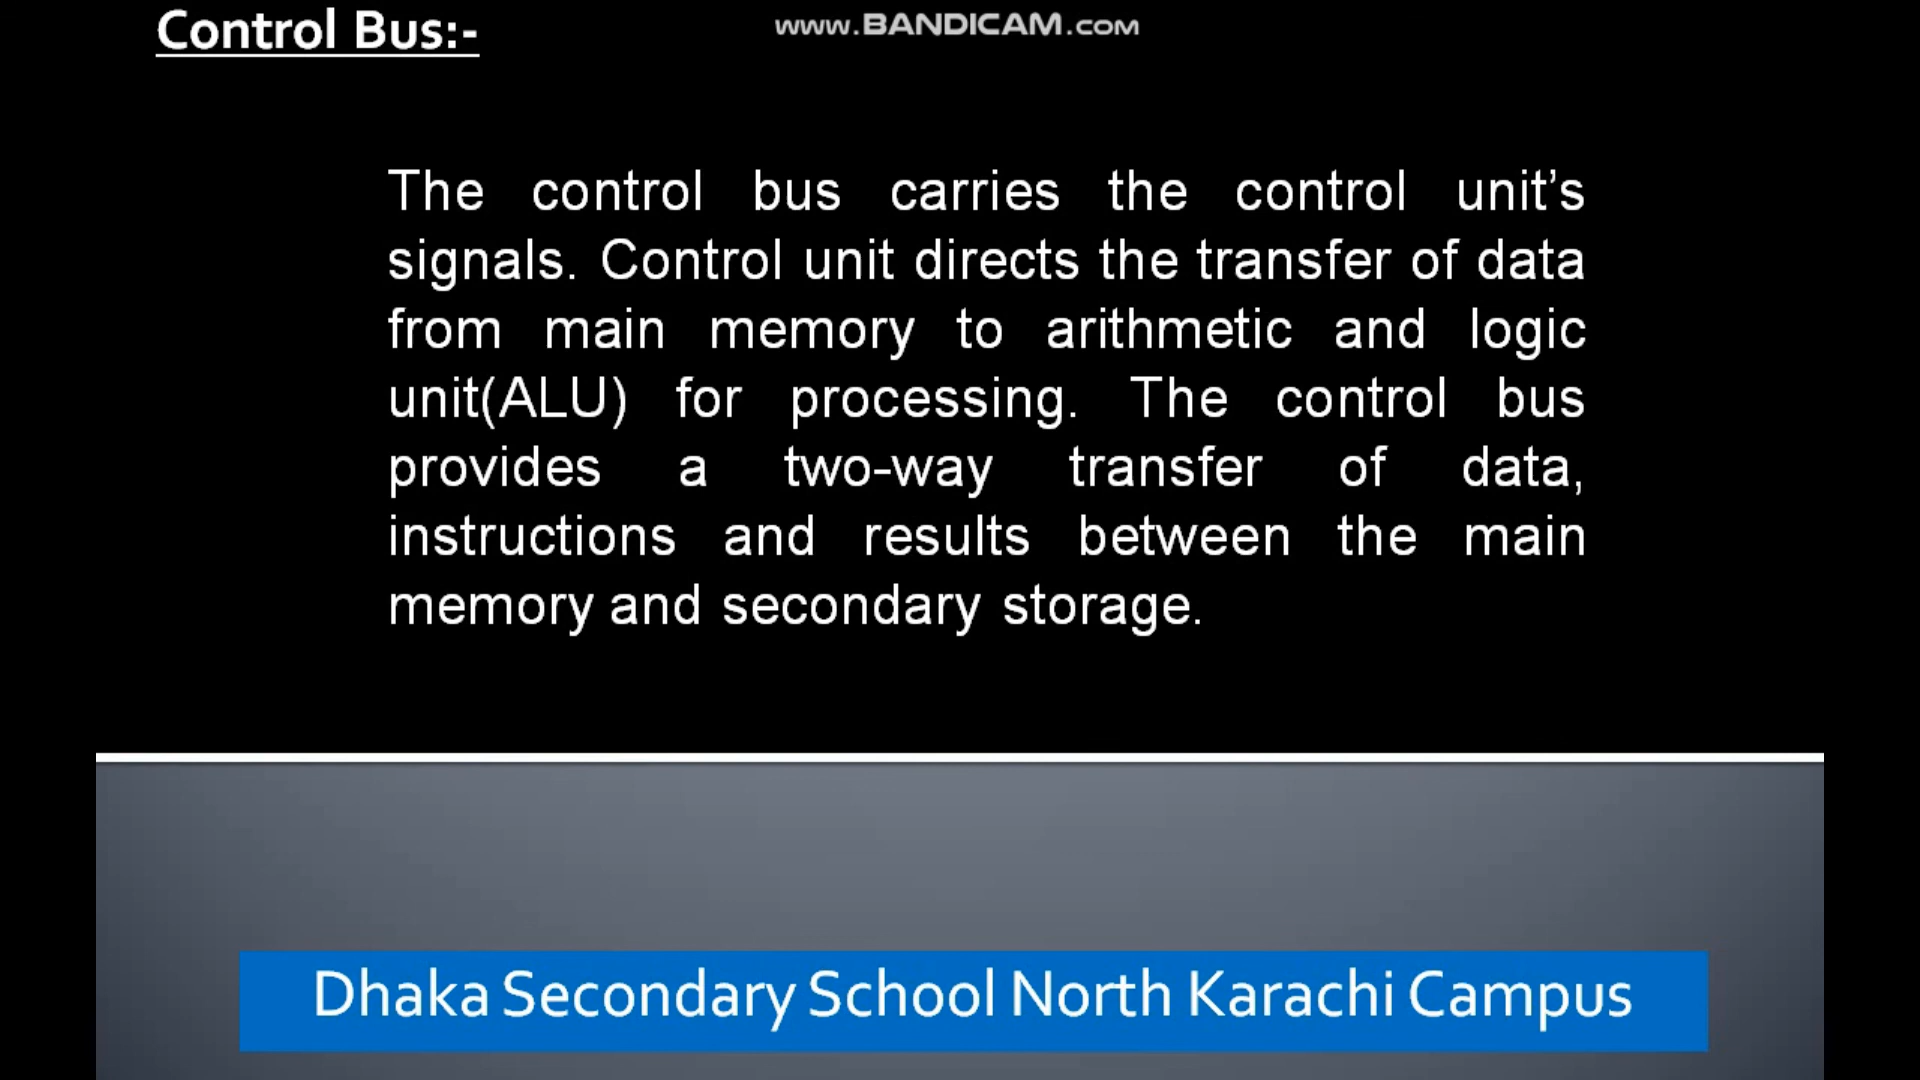 Control Bus:-
www.BANDICAM.com
The control bus carries the control unit’s
signals. Control unit directs the transfer of data
from main memory to arithmetic and logic
unit(ALU) for processing. The control bus
provides a two-way transfer of data,
instructions and results between the main
memory and secondary storage.
Dhaka Secondary School North Karachi Campus